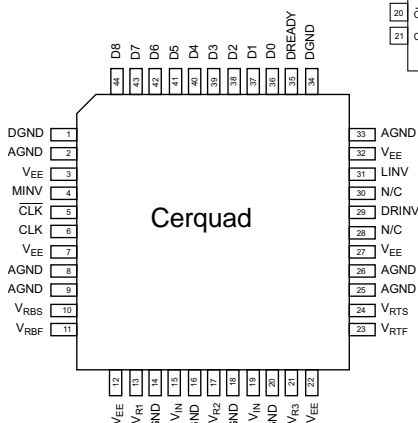 20
21 C
D8 D7 D6 D5 D4 D3 D2 D1 D0 DREADY DGND
44 43 42 41 40 39 38 37 36 35 34
DGND 1
AGND 2
VEE 3
MINV 4
C̅L̅K̅ 5
CLK 6
VEE 7
AGND 8
AGND 9
VRBS 10
VRBF 11
Cerquad
33 AGND
32 VEE
31 LINV
30 N/C
29 DRINV
28 N/C
27 VEE
26 AGND
25 AGND
24 VRTS
23 VRTF
12 13 14 15 16 17 18 19 20 21 22
VEE VR1 GND VIN GND VR2 GND VIN GND VR3 VEE